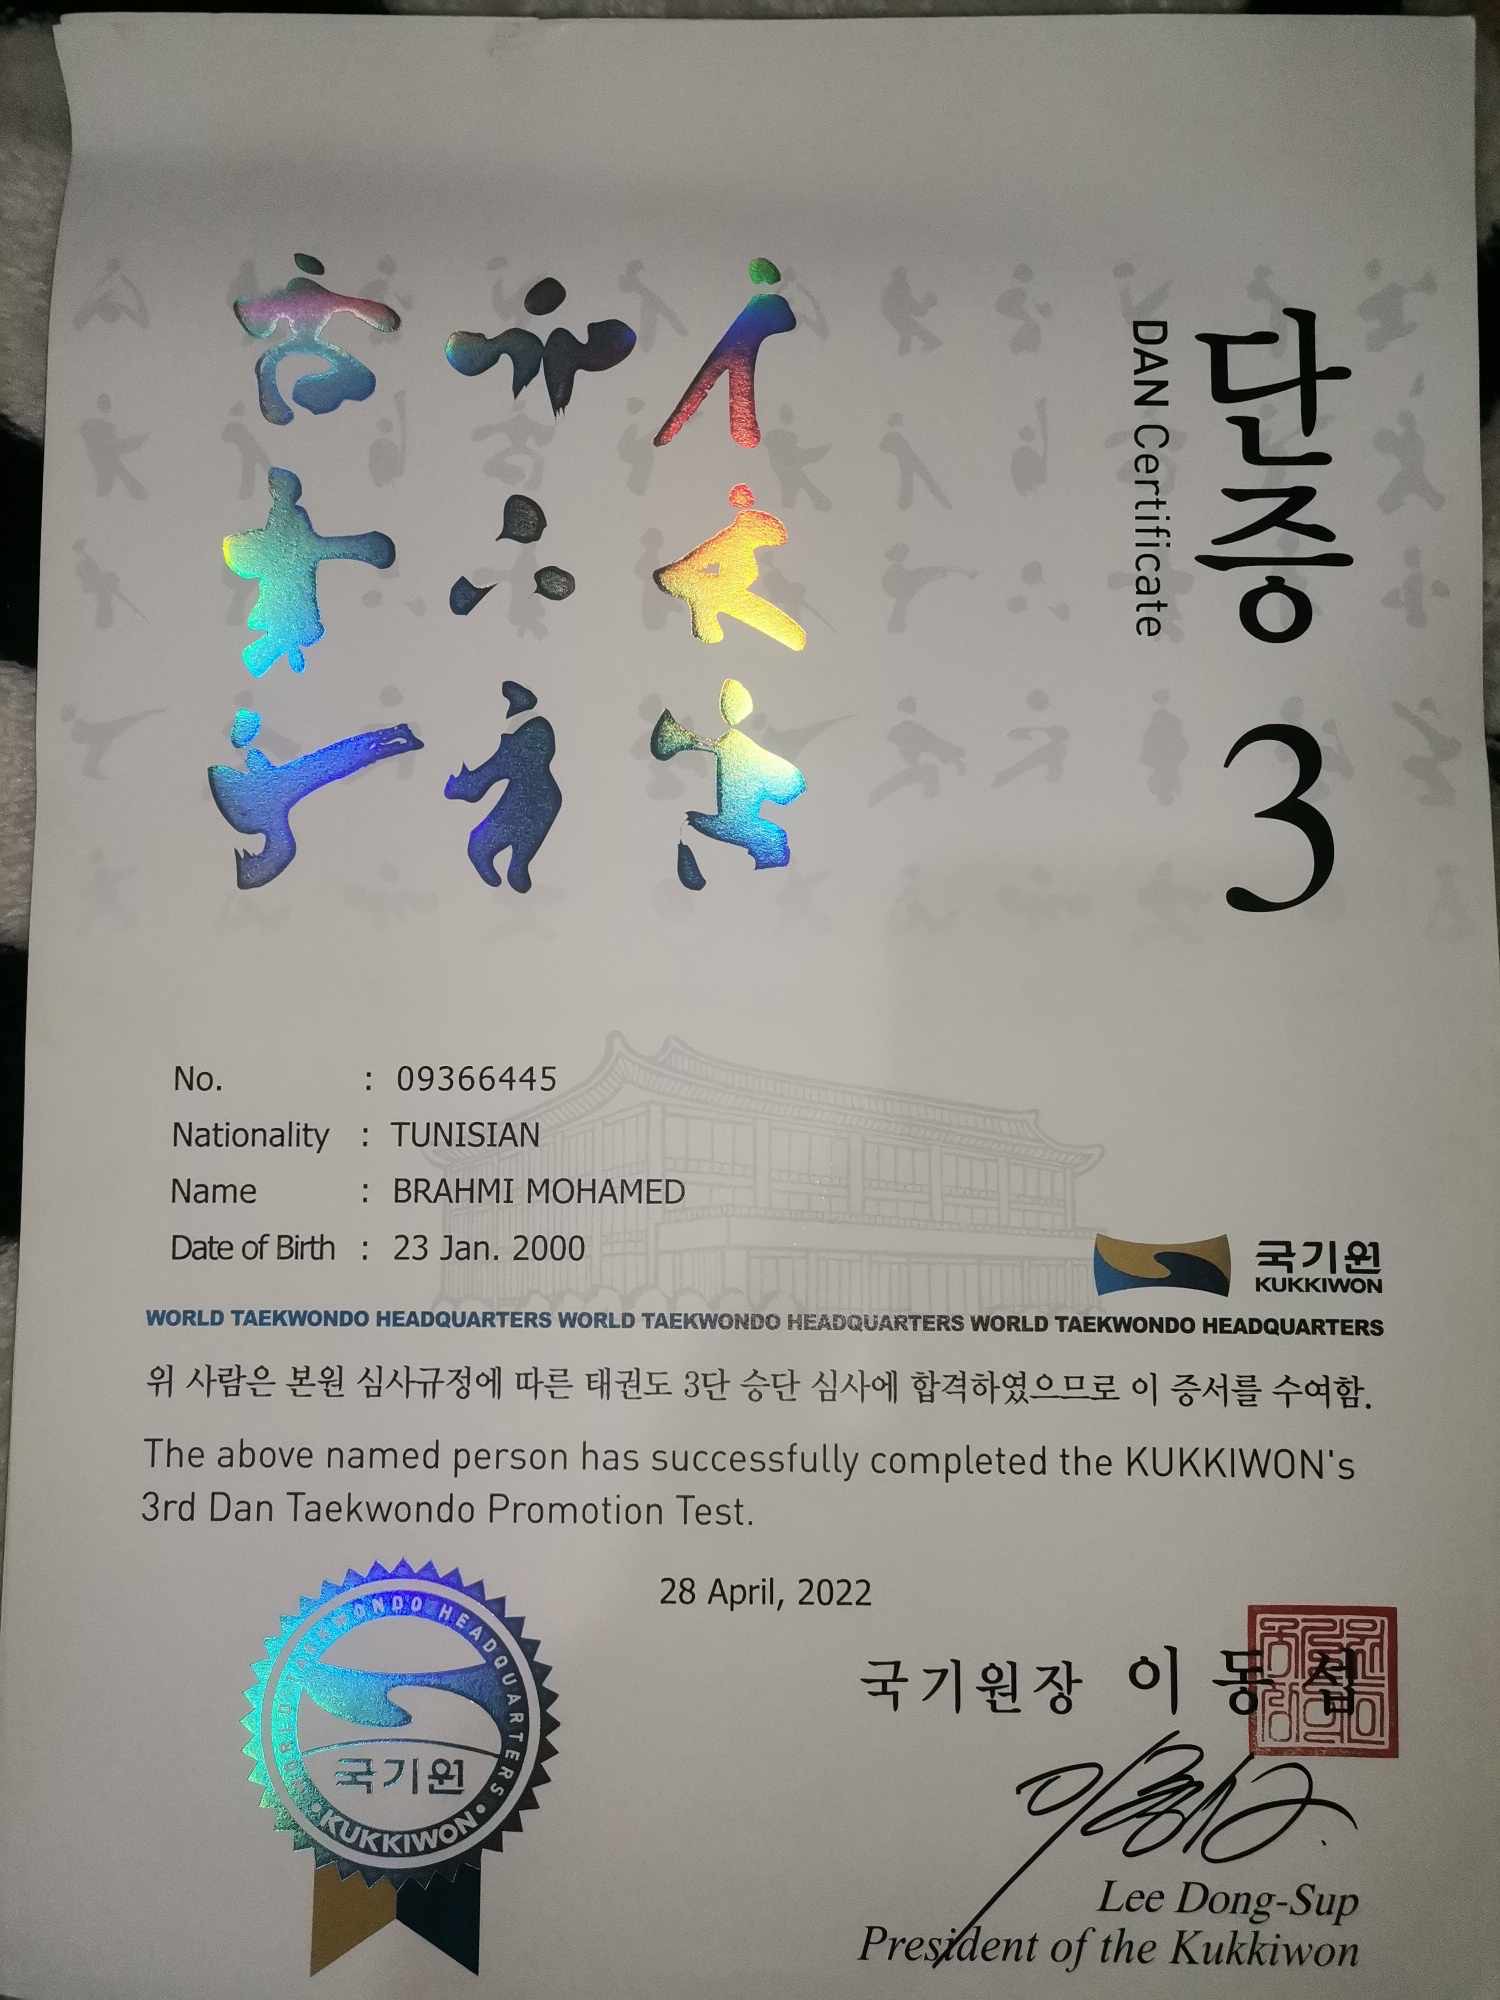 단증 3
DAN Certificate
No. : 09366445
Nationality : TUNISIAN
Name : BRAHMI MOHAMED
Date of Birth : 23 Jan. 2000
국기원
KUKKIWON
WORLD TAEKWONDO HEADQUARTERS WORLD TAEKWONDO HEADQUARTERS WORLD TAEKWONDO HEADQUARTERS
위 사람은 본원 심사규정에 따른 태권도 3단 승단 심사에 합격하였으므로 이 증서를 수여함.
The above named person has successfully completed the KUKKIWON's
3rd Dan Taekwondo Promotion Test.
28 April, 2022
WORLD TAEKWONDO HEADQUARTERS
국기원
•KUKKIWON•
국기원장 이동섭
Lee Dong-Sup
President of the Kukkiwon